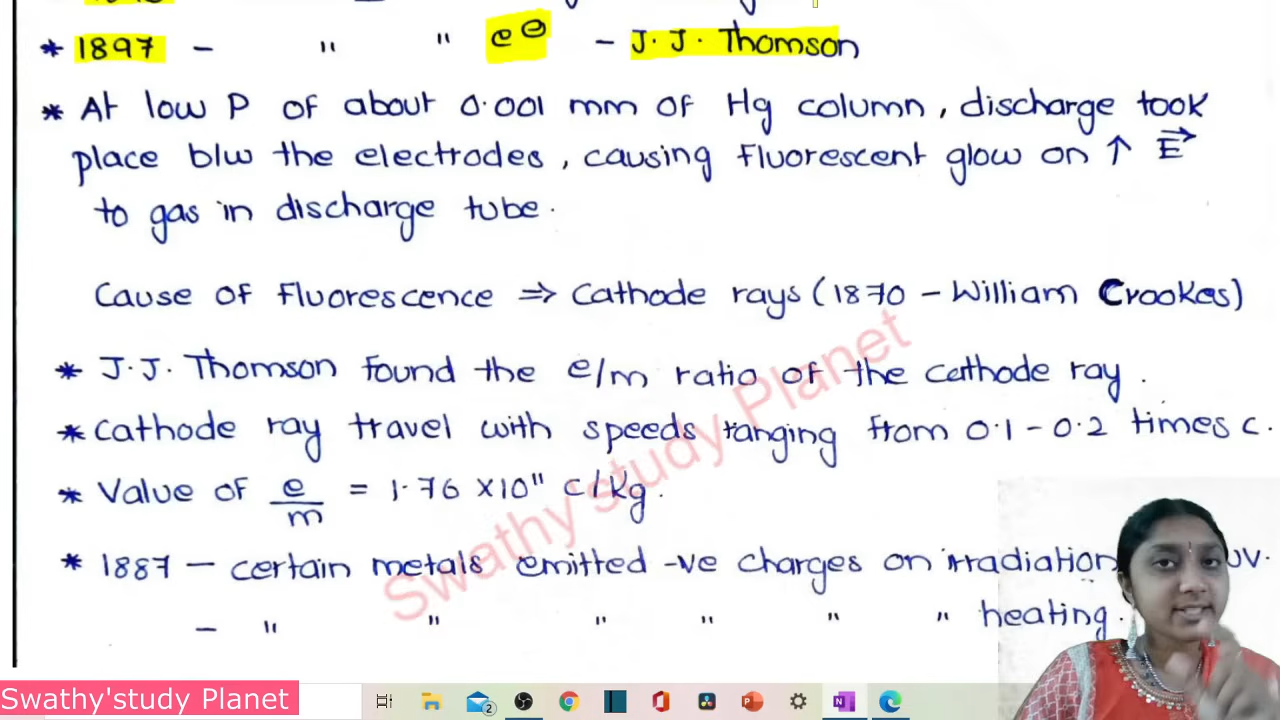 * 1897 - " " e⊖ - J. J. Thomson
* At low P of about 0.001 mm of Hg column, discharge took
place b/w the electrodes, causing fluorescent glow on ↑ E→
to gas in discharge tube.
Cause of Fluorescence ⇒ Cathode rays (1870 - William Crookes)
* J. J. Thomson found the e/m ratio of the cathode ray.
* Cathode ray travel with speeds ranging from 0.1 - 0.2 times c.
* Value of e/m = 1.76 x 10¹¹ c/kg.
* 1887 - certain metals emitted -ve charges on irradiation UV.
- " " " " " " heating.
Swathy's study Planet
Swathy'study Planet
2